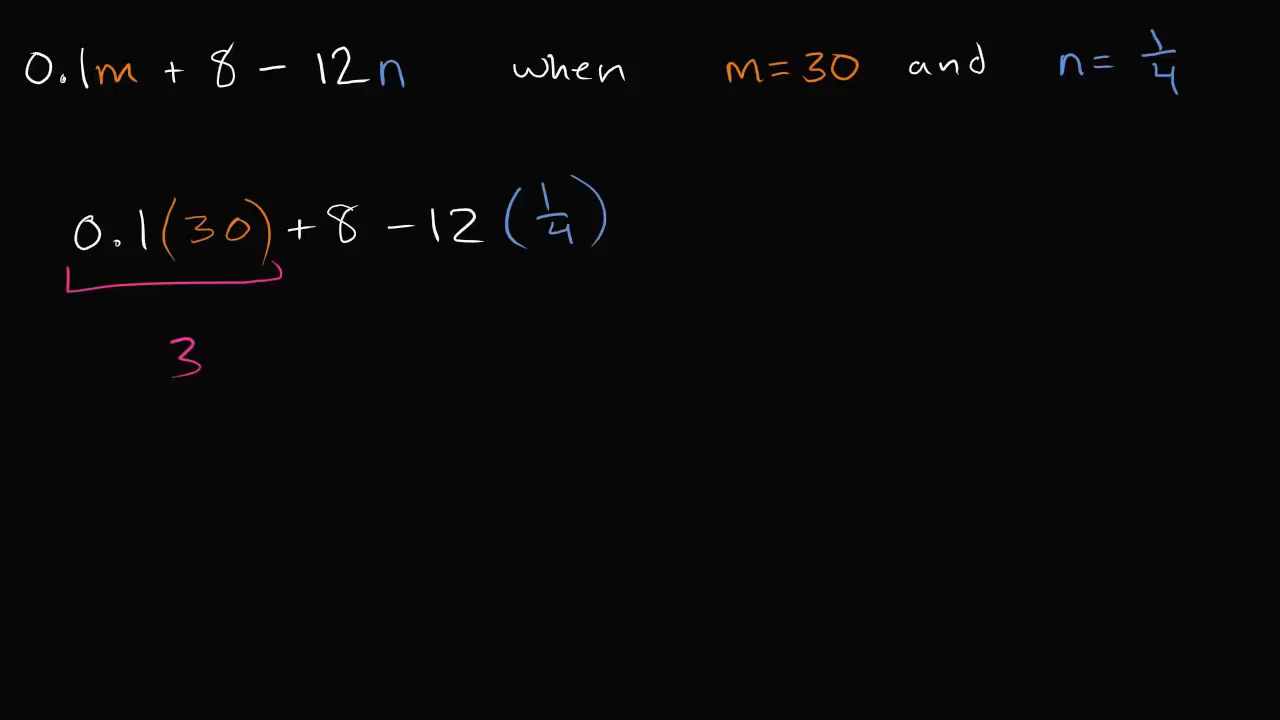 0.1m + 8 - 12n when m = 30 and n = 1/4
0.1(30) + 8 - 12(1/4)
3